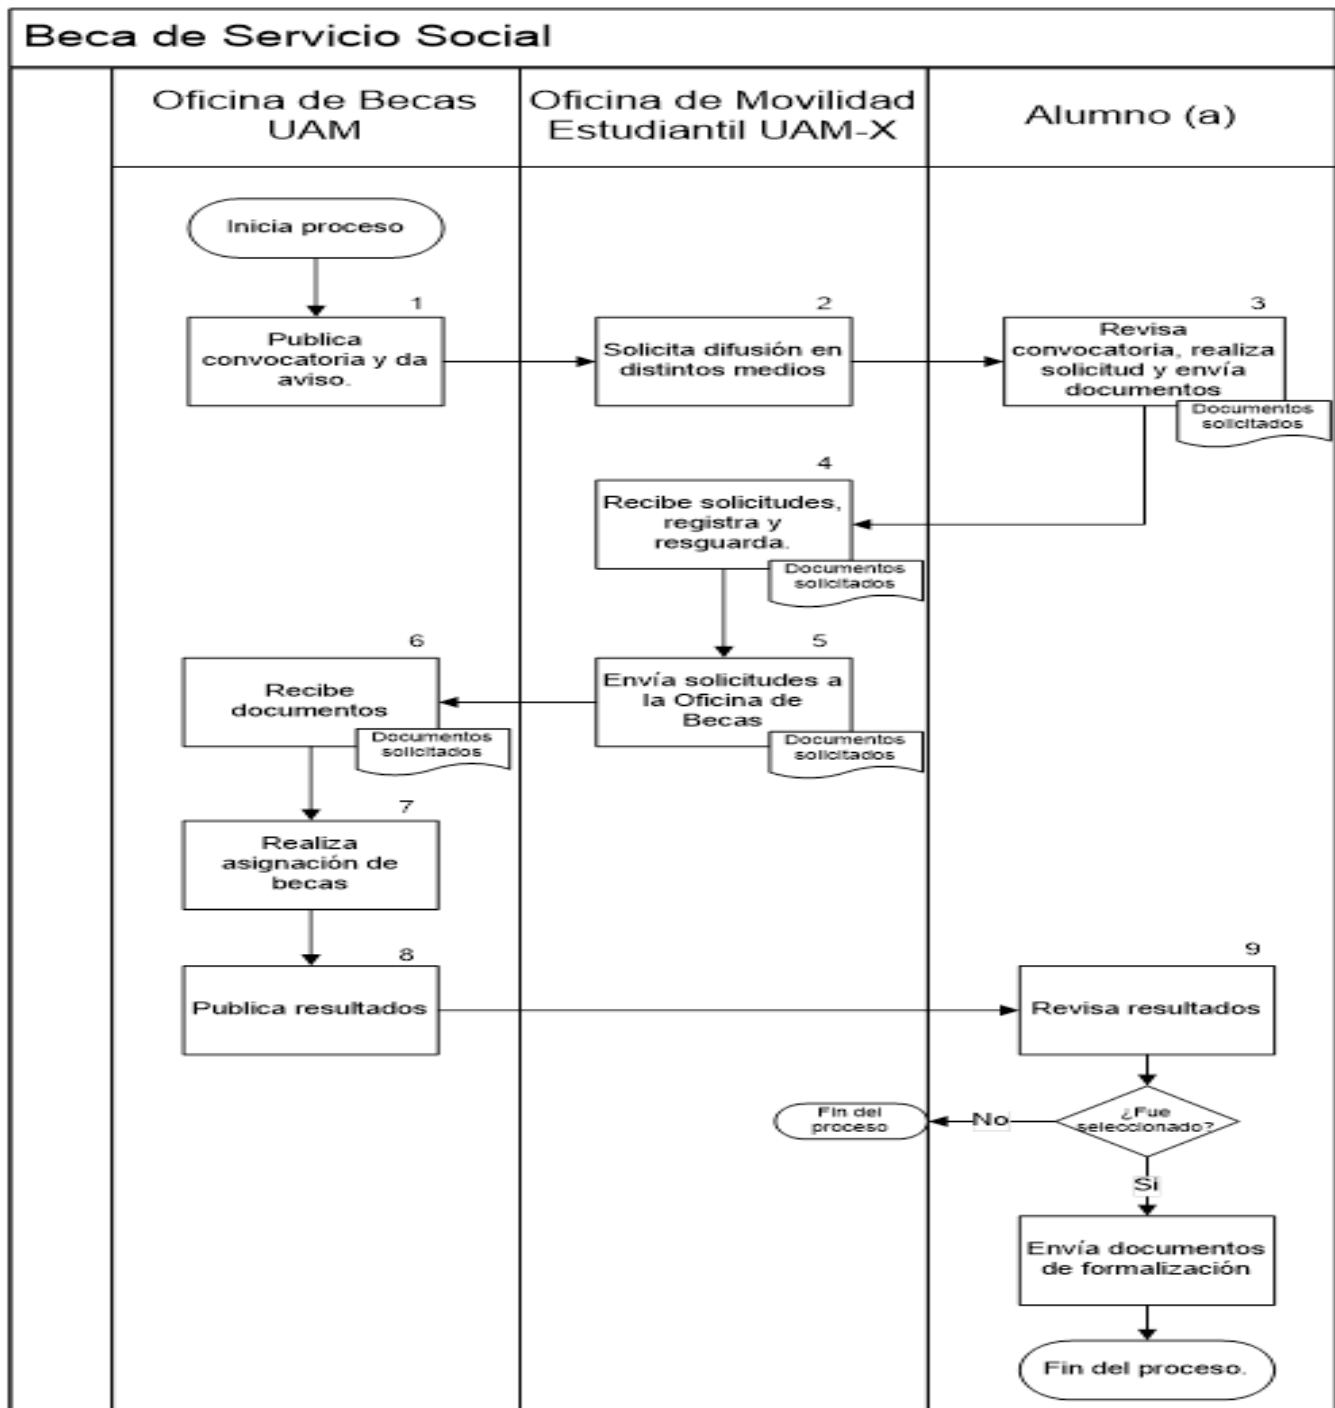 Beca de Servicio Social
Oficina de Becas
UAM
Oficina de Movilidad
Estudiantil UAM-X
Alumno (a)
Inicia proceso
1
Publica
convocatoria y da
aviso.
2
Solicita difusión en
distintos medios
3
Revisa
convocatoria, realiza
solicitud y envía
documentos
Documentos
solicitados
4
Recibe solicitudes,
registra y
resguarda.
Documentos
solicitados
5
Envía solicitudes a
la Oficina de
Becas
Documentos
solicitados
6
Recibe
documentos
Documentos
solicitados
7
Realiza
asignación de
becas
8
Publica resultados
9
Revisa resultados
¿Fue
seleccionado?
No
Fin del
proceso
Si
Envía documentos
de formalización
Fin del proceso.